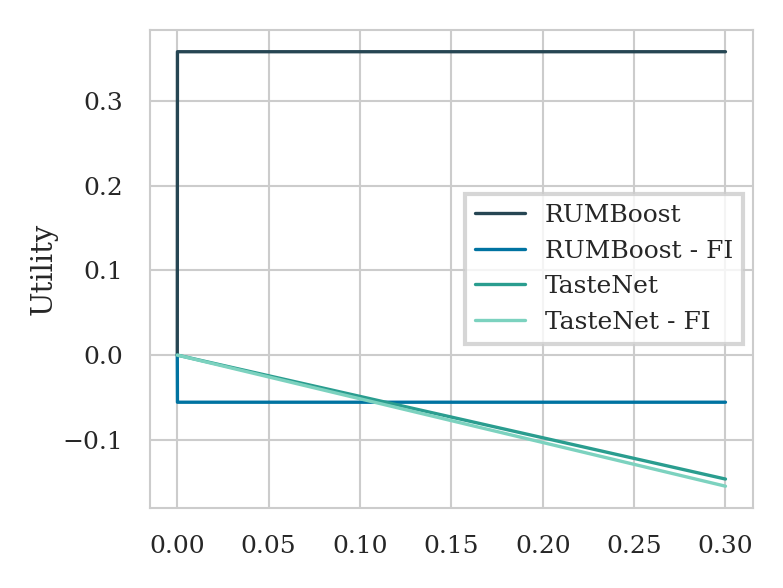 Utility
0.3
0.2
0.1
0.0
−0.1
0.00 0.05 0.10 0.15 0.20 0.25 0.30
RUMBoost
RUMBoost - FI
TasteNet
TasteNet - FI